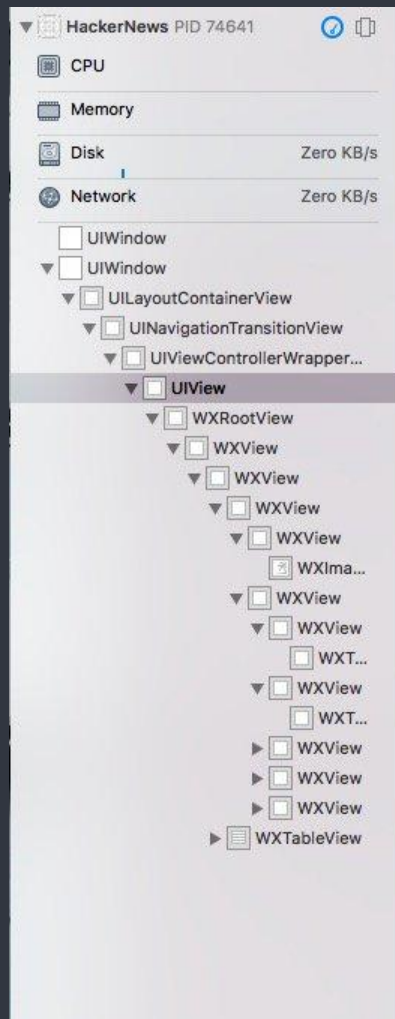 HackerNews PID 74641
CPU
Memory
Disk Zero KB/s
Network Zero KB/s
UIWindow
UIWindow
UILayoutContainerView
UINavigationTransitionView
UIViewControllerWrapper...
UIView
WXRootView
WXView
WXView
WXView
WXView
WXIma...
WXView
WXView
WXT...
WXView
WXT...
WXView
WXView
WXView
WXTableView